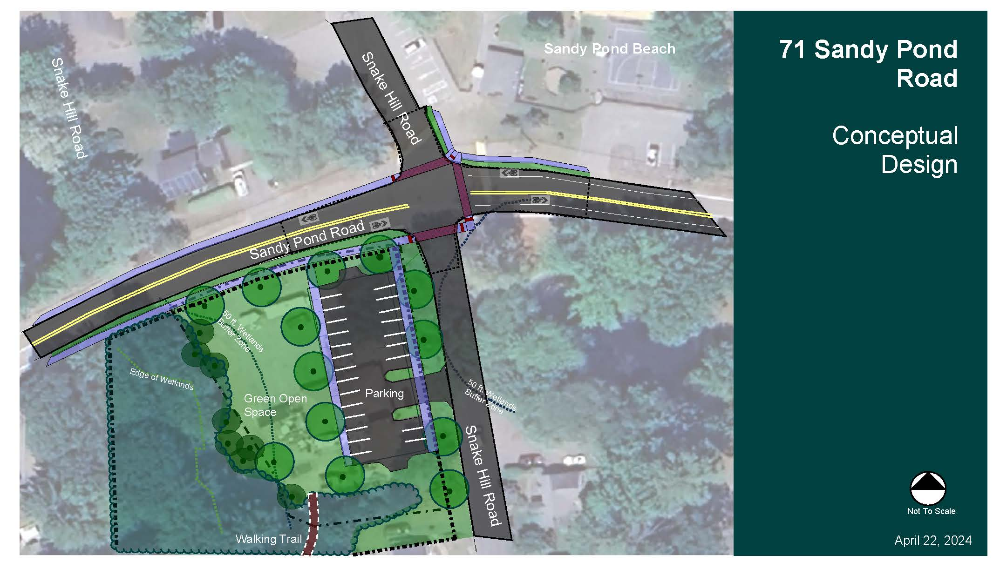 71 Sandy Pond
Road
Conceptual
Design
Sandy Pond Beach
Snake Hill Road
Snake Hill Road
Sandy Pond Road
50 ft. Wetlands
Buffer Zone
Edge of Wetlands
Green Open
Space
Parking
50 ft. Wetlands
Buffer Zone
Snake Hill Road
Walking Trail
Not To Scale
April 22, 2024